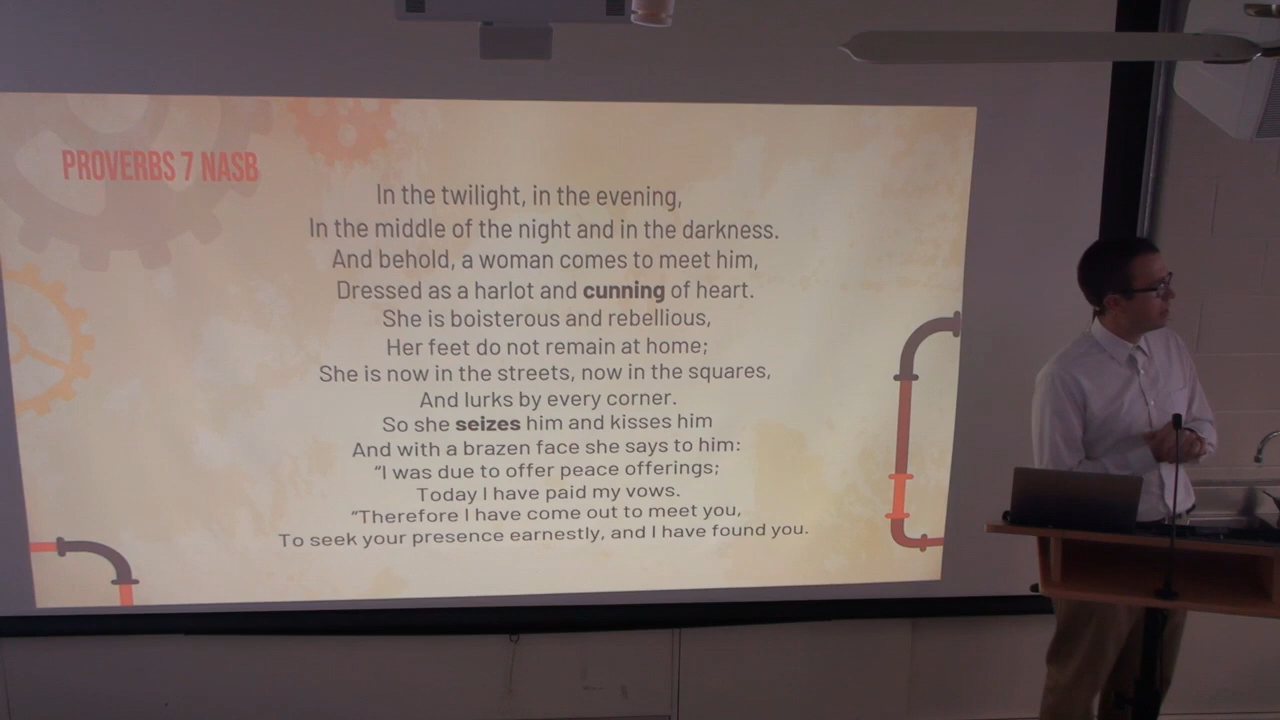 PROVERBS 7 NASB
In the twilight, in the evening,
In the middle of the night and in the darkness.
And behold, a woman comes to meet him,
Dressed as a harlot and cunning of heart.
She is boisterous and rebellious,
Her feet do not remain at home;
She is now in the streets, now in the squares,
And lurks by every corner.
So she seizes him and kisses him
And with a brazen face she says to him:
“I was due to offer peace offerings;
Today I have paid my vows.
“Therefore I have come out to meet you,
To seek your presence earnestly, and I have found you.